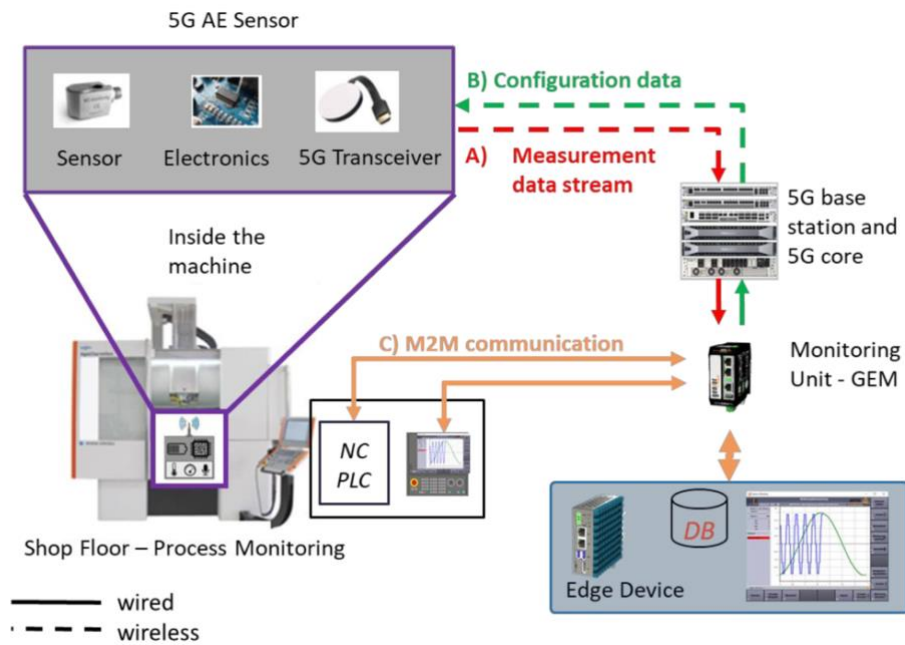 5G AE Sensor
Sensor
Electronics
5G Transceiver
B) Configuration data
A) Measurement
data stream
5G base
station and
5G core
Inside the
machine
C) M2M communication
Monitoring
Unit - GEM
NC
PLC
DB
Edge Device
Shop Floor – Process Monitoring
wired
wireless